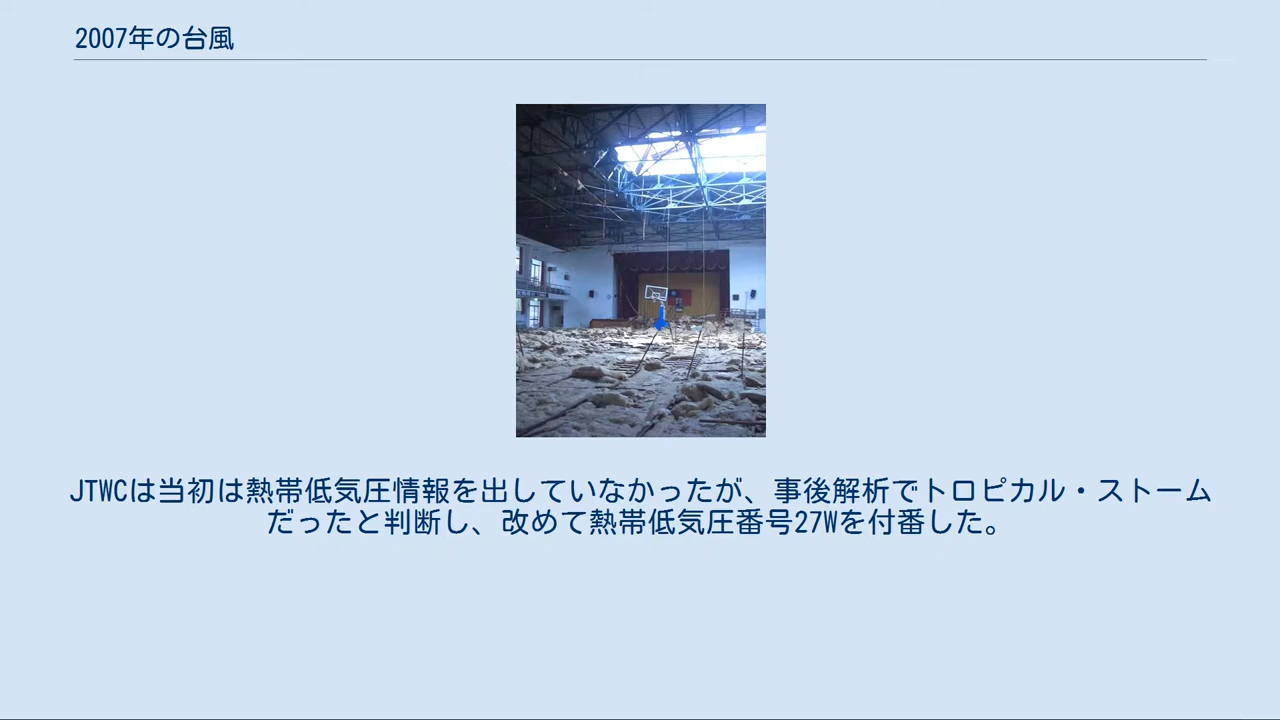 2007年の台風
JTWCは当初は熱帯低気圧情報を出していなかったが、事後解析でトロピカル・ストーム
だったと判断し、改めて熱帯低気圧番号27Wを付番した。